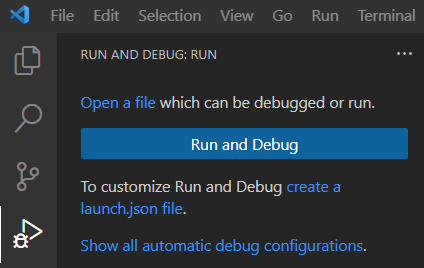 File Edit Selection View Go Run Terminal
RUN AND DEBUG: RUN
Open a file which can be debugged or run.
Run and Debug
To customize Run and Debug create a
launch.json file.
Show all automatic debug configurations.